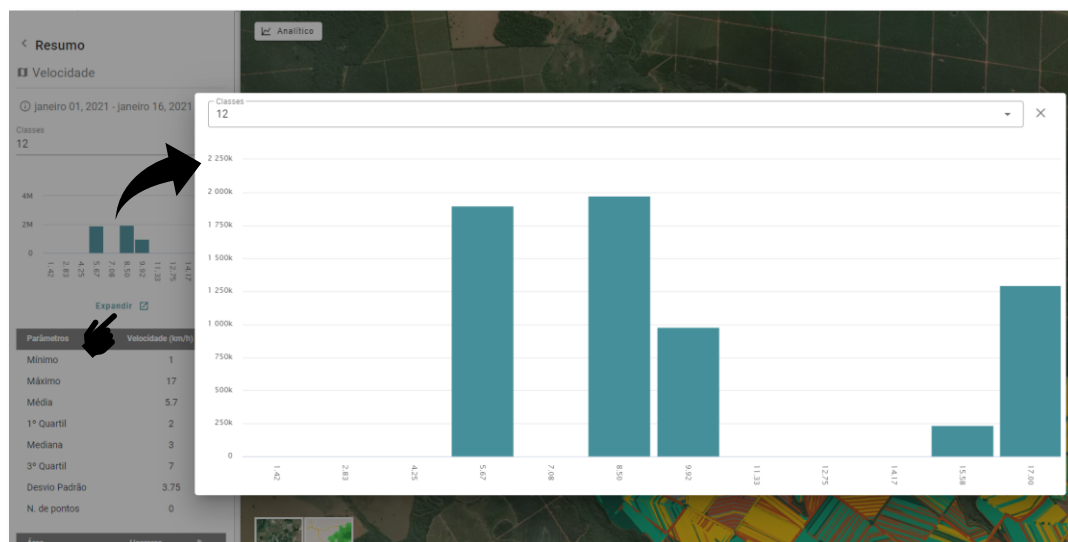 Resumo
Velocidade
janeiro 01, 2021 - janeiro 16, 2021
Classes
12
4M
2M
0
1.42
2.83
4.25
5.67
7.08
8.50
9.92
11.33
12.75
14.17
Expandir
Parâmetros Velocidade (km/h)
Mínimo 1
Máximo 17
Média 5.7
1º Quartil 2
Mediana 3
3º Quartil 7
Desvio Padrão 3.75
N. de pontos 0
Analítico
Classes
12
2 250k
2 000k
1 750k
1 500k
1 250k
1 000k
750k
500k
250k
0
1.42
2.83
4.25
5.67
7.08
8.50
9.92
11.33
12.75
14.17
15.58
17.00